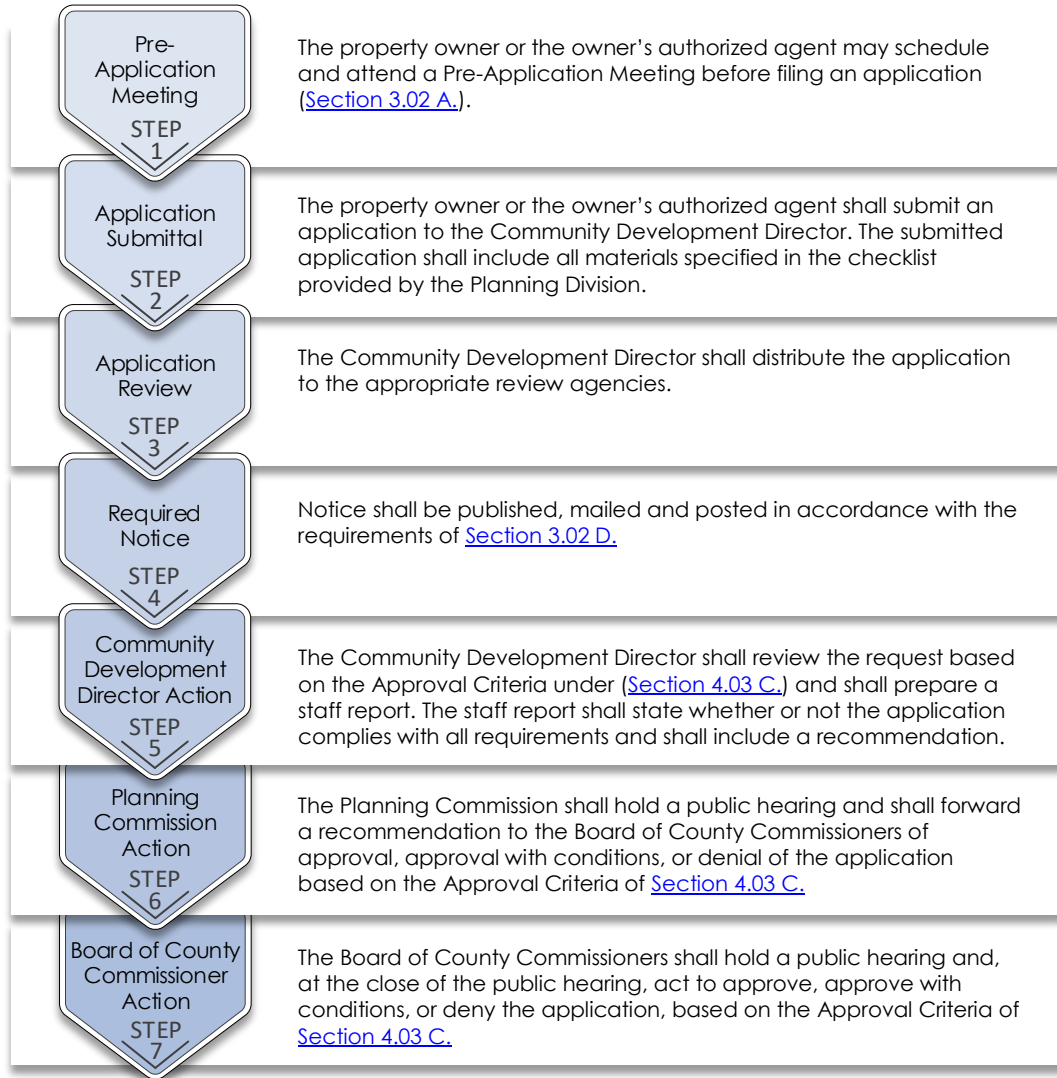 Pre-
Application
Meeting
STEP
1
The property owner or the owner’s authorized agent may schedule
and attend a Pre-Application Meeting before filing an application
(Section 3.02 A.).
Application
Submittal
STEP
2
The property owner or the owner’s authorized agent shall submit an
application to the Community Development Director. The submitted
application shall include all materials specified in the checklist
provided by the Planning Division.
Application
Review
STEP
3
The Community Development Director shall distribute the application
to the appropriate review agencies.
Required
Notice
STEP
4
Notice shall be published, mailed and posted in accordance with the
requirements of Section 3.02 D.
Community
Development
Director Action
STEP
5
The Community Development Director shall review the request based
on the Approval Criteria under (Section 4.03 C.) and shall prepare a
staff report. The staff report shall state whether or not the application
complies with all requirements and shall include a recommendation.
Planning
Commission
Action
STEP
6
The Planning Commission shall hold a public hearing and shall forward
a recommendation to the Board of County Commissioners of
approval, approval with conditions, or denial of the application
based on the Approval Criteria of Section 4.03 C.
Board of County
Commissioner
Action
STEP
7
The Board of County Commissioners shall hold a public hearing and,
at the close of the public hearing, act to approve, approve with
conditions, or deny the application, based on the Approval Criteria of
Section 4.03 C.